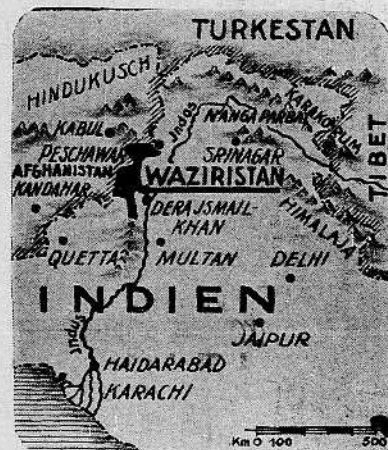 TURKESTAN
HINDUKUSCH
KARAKORUM
TIBET
Indos
NANGA PARBAT
KABUL
PESCHAWAR
SRINAGAR
AFGHANISTAN
WAZIRISTAN
KANDAHAR
HIMALAJA
DERA JSMAIL-
KHAN
QUETTA
MULTAN
DELHI
INDIEN
JAIPUR
Indus
HAIDARABAD
KARACHI
Km 0 100 500